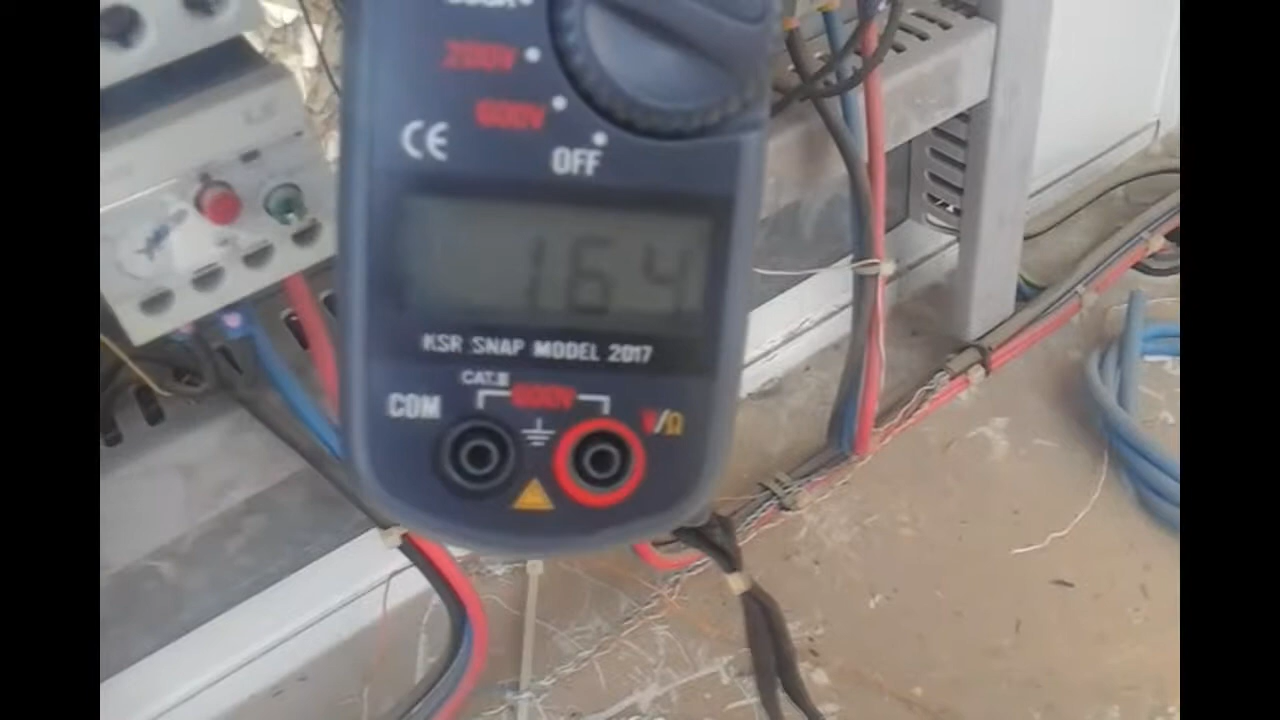 200V
600V
CE
OFF
164
KSR SNAP MODEL 2017
CAT.II
600V
COM
V/Ω